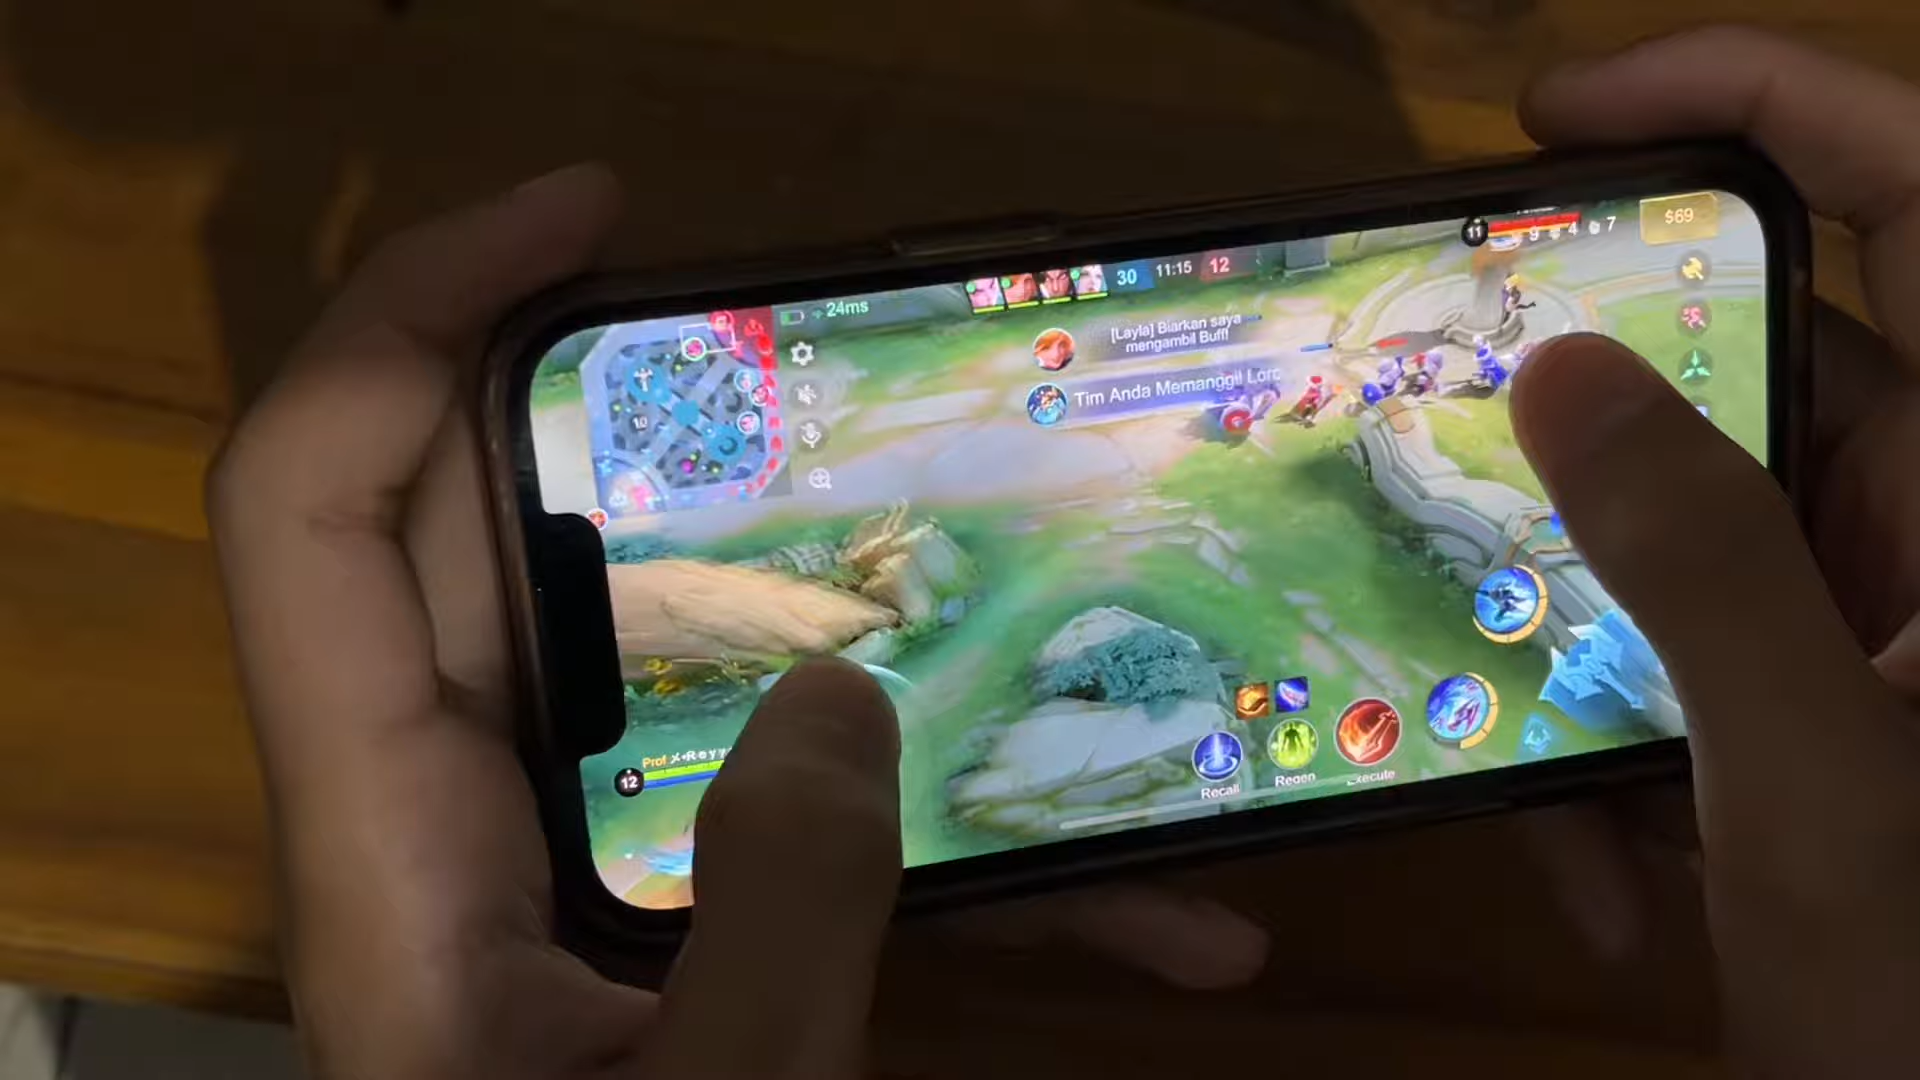 24ms
30 11:15 12
11
9 4 7
$69
[Layla] Biarkan saya
mengambil Buff!
Tim Anda Memanggil Lord
10
Prof
12
Recall
Regen
Execute